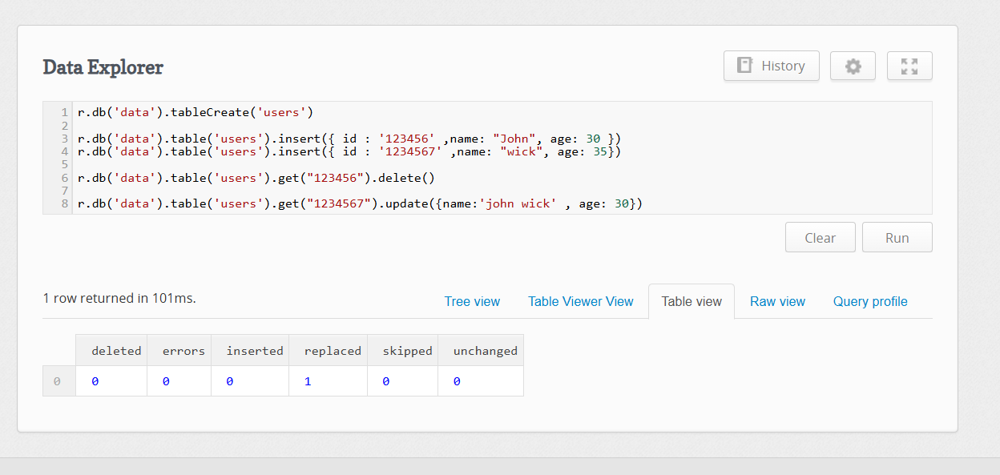 Data Explorer
History
1 r.db('data').tableCreate('users')
2
3 r.db('data').table('users').insert({ id : '123456' ,name: "John", age: 30 })
4 r.db('data').table('users').insert({ id : '1234567' ,name: "wick", age: 35})
5
6 r.db('data').table('users').get("123456").delete()
7
8 r.db('data').table('users').get("1234567").update({name:'john wick' , age: 30})
Clear Run
1 row returned in 101ms. Tree view Table Viewer View Table view Raw view Query profile
deleted errors inserted replaced skipped unchanged
0 0 0 0 1 0 0